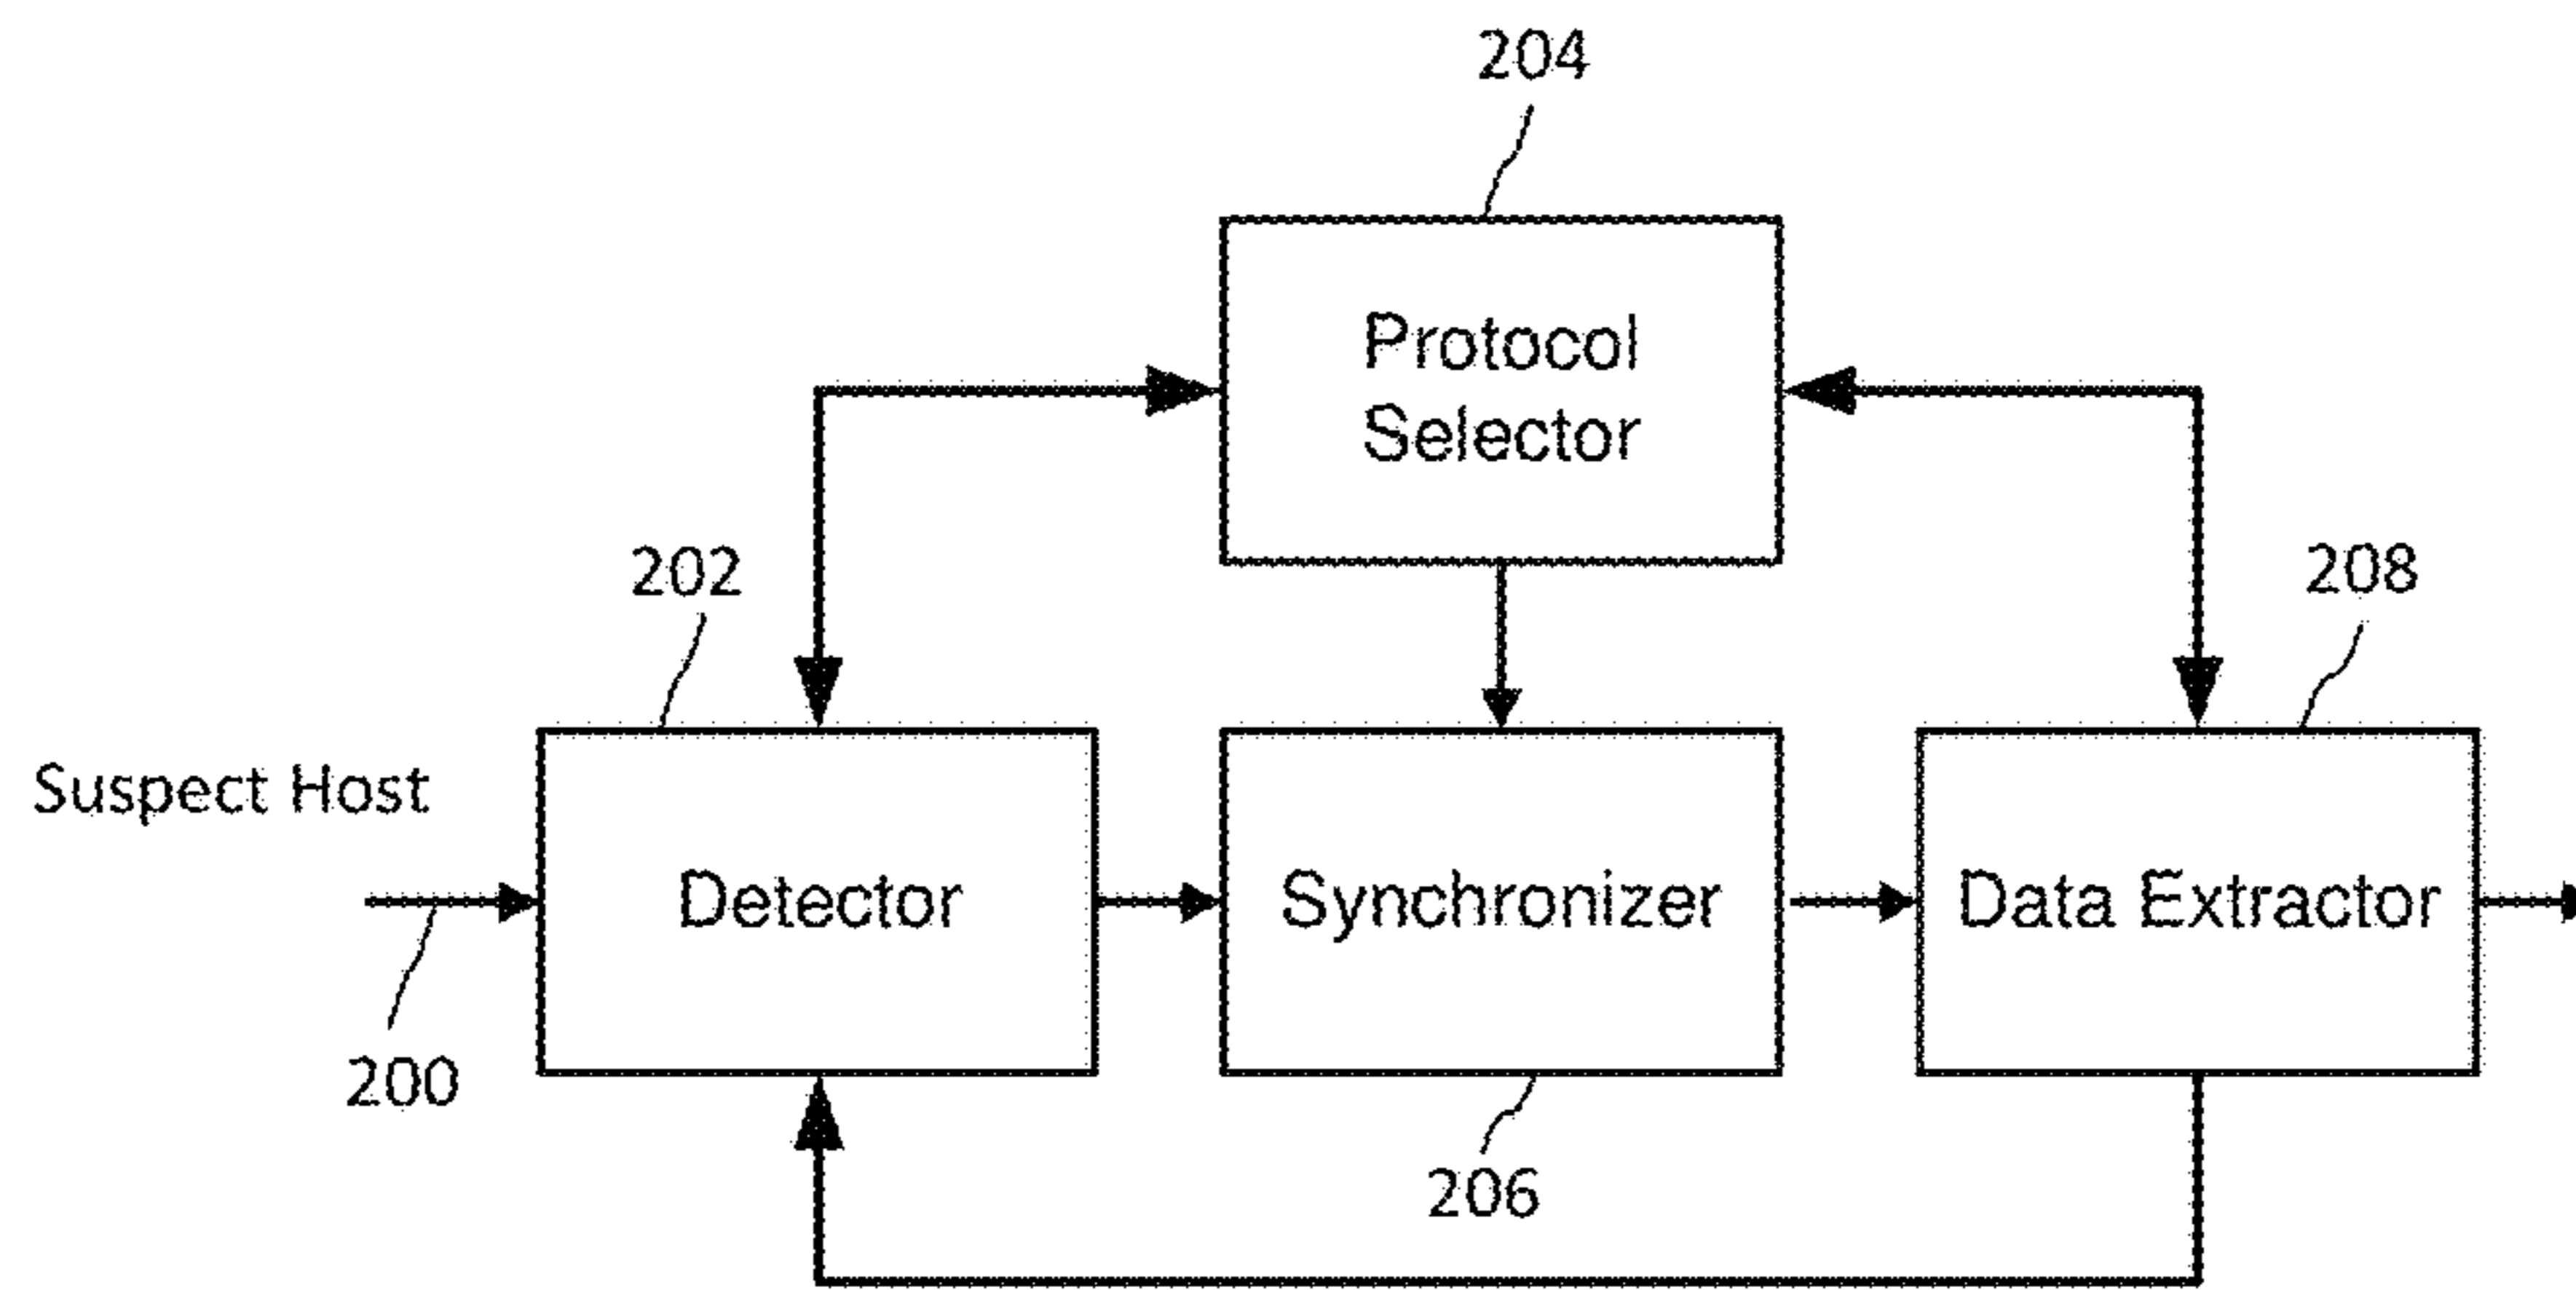 204
Protocol
Selector
202
208
Suspect Host
Detector
Synchronizer
Data Extractor
200
206